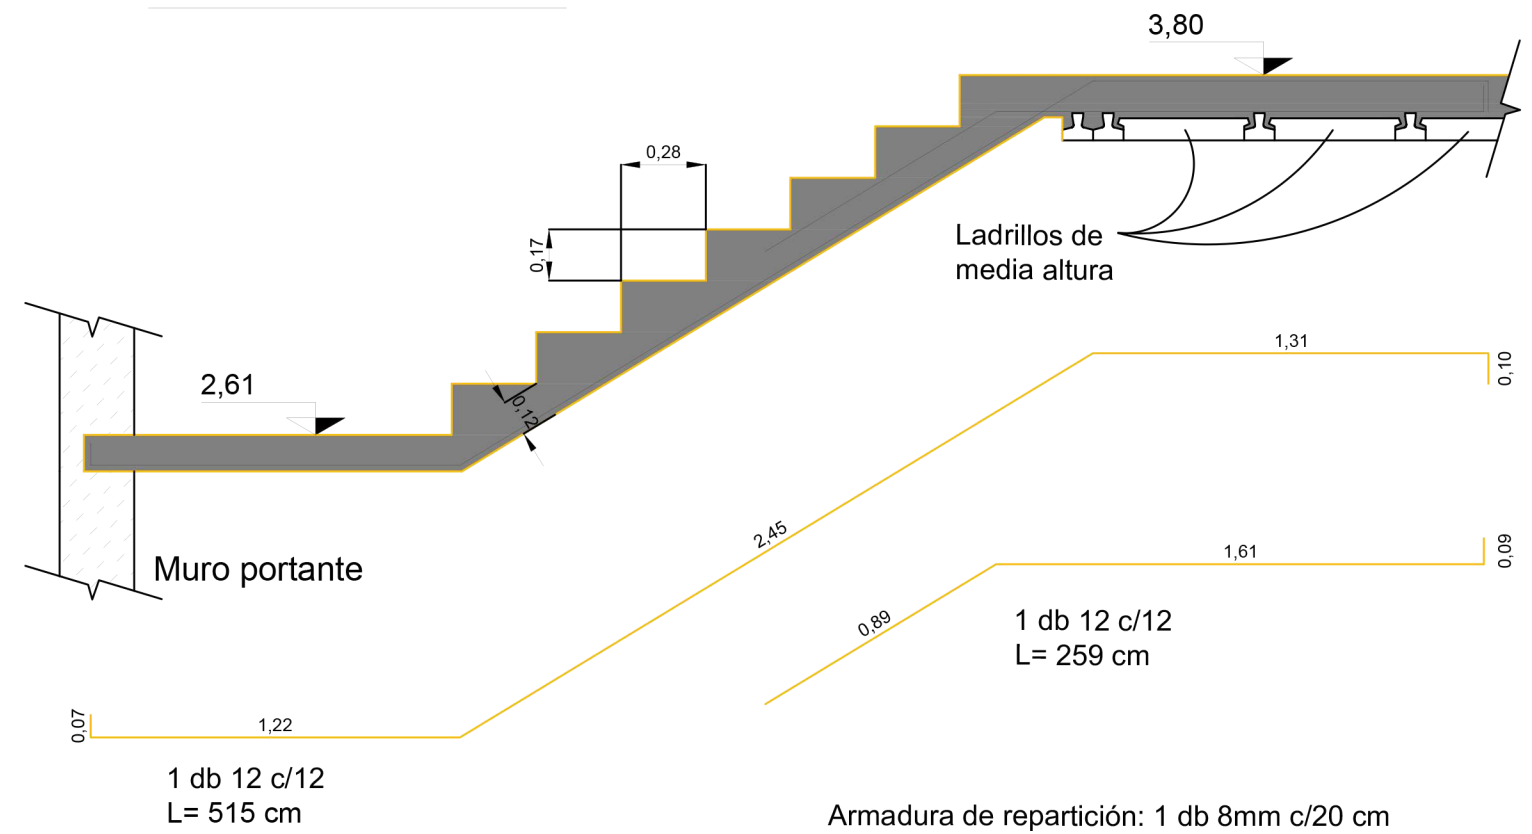 3,80
0,28
0,17
Ladrillos de
media altura
2,61
0,12
1,31
0,10
2,45
1,61
0,09
Muro portante
0,89
1 db 12 c/12
L= 259 cm
0,07
1,22
1 db 12 c/12
L= 515 cm
Armadura de repartición: 1 db 8mm c/20 cm